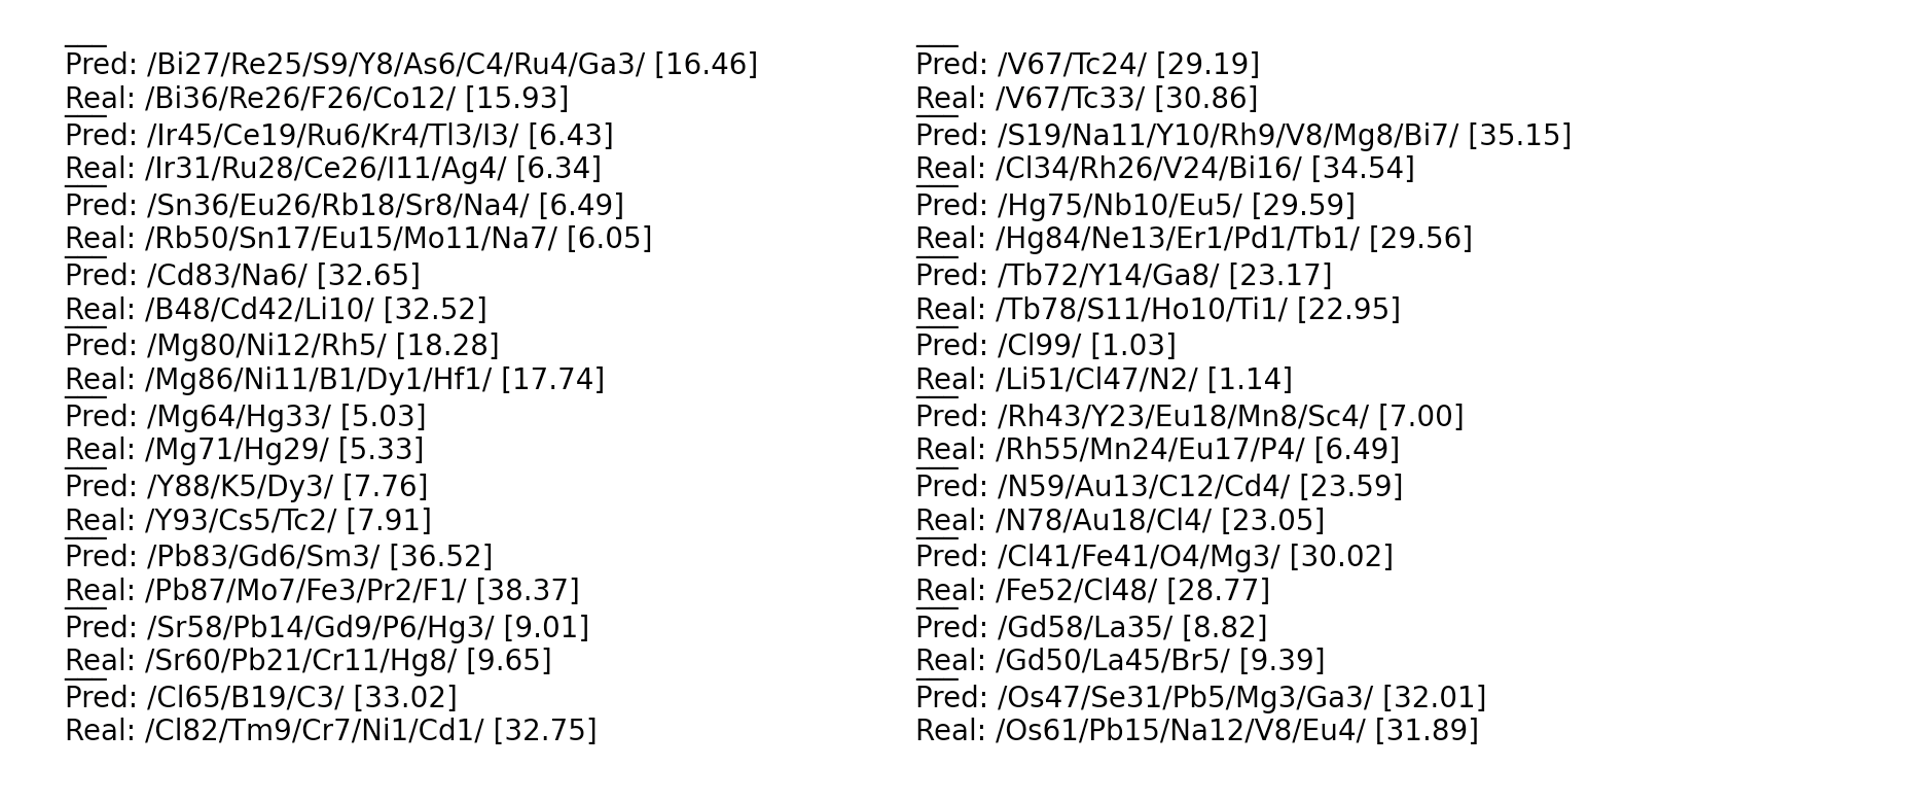 Pred: /Bi27/Re25/S9/Y8/As6/C4/Ru4/Ga3/ [16.46]
Real: /Bi36/Re26/F26/Co12/ [15.93]
Pred: /Ir45/Ce19/Ru6/Kr4/Tl3/I3/ [6.43]
Real: /Ir31/Ru28/Ce26/I11/Ag4/ [6.34]
Pred: /Sn36/Eu26/Rb18/Sr8/Na4/ [6.49]
Real: /Rb50/Sn17/Eu15/Mo11/Na7/ [6.05]
Pred: /Cd83/Na6/ [32.65]
Real: /B48/Cd42/Li10/ [32.52]
Pred: /Mg80/Ni12/Rh5/ [18.28]
Real: /Mg86/Ni11/B1/Dy1/Hf1/ [17.74]
Pred: /Mg64/Hg33/ [5.03]
Real: /Mg71/Hg29/ [5.33]
Pred: /Y88/K5/Dy3/ [7.76]
Real: /Y93/Cs5/Tc2/ [7.91]
Pred: /Pb83/Gd6/Sm3/ [36.52]
Real: /Pb87/Mo7/Fe3/Pr2/F1/ [38.37]
Pred: /Sr58/Pb14/Gd9/P6/Hg3/ [9.01]
Real: /Sr60/Pb21/Cr11/Hg8/ [9.65]
Pred: /Cl65/B19/C3/ [33.02]
Real: /Cl82/Tm9/Cr7/Ni1/Cd1/ [32.75]
Pred: /V67/Tc24/ [29.19]
Real: /V67/Tc33/ [30.86]
Pred: /S19/Na11/Y10/Rh9/V8/Mg8/Bi7/ [35.15]
Real: /Cl34/Rh26/V24/Bi16/ [34.54]
Pred: /Hg75/Nb10/Eu5/ [29.59]
Real: /Hg84/Ne13/Er1/Pd1/Tb1/ [29.56]
Pred: /Tb72/Y14/Ga8/ [23.17]
Real: /Tb78/S11/Ho10/Ti1/ [22.95]
Pred: /Cl99/ [1.03]
Real: /Li51/Cl47/N2/ [1.14]
Pred: /Rh43/Y23/Eu18/Mn8/Sc4/ [7.00]
Real: /Rh55/Mn24/Eu17/P4/ [6.49]
Pred: /N59/Au13/C12/Cd4/ [23.59]
Real: /N78/Au18/Cl4/ [23.05]
Pred: /Cl41/Fe41/O4/Mg3/ [30.02]
Real: /Fe52/Cl48/ [28.77]
Pred: /Gd58/La35/ [8.82]
Real: /Gd50/La45/Br5/ [9.39]
Pred: /Os47/Se31/Pb5/Mg3/Ga3/ [32.01]
Real: /Os61/Pb15/Na12/V8/Eu4/ [31.89]